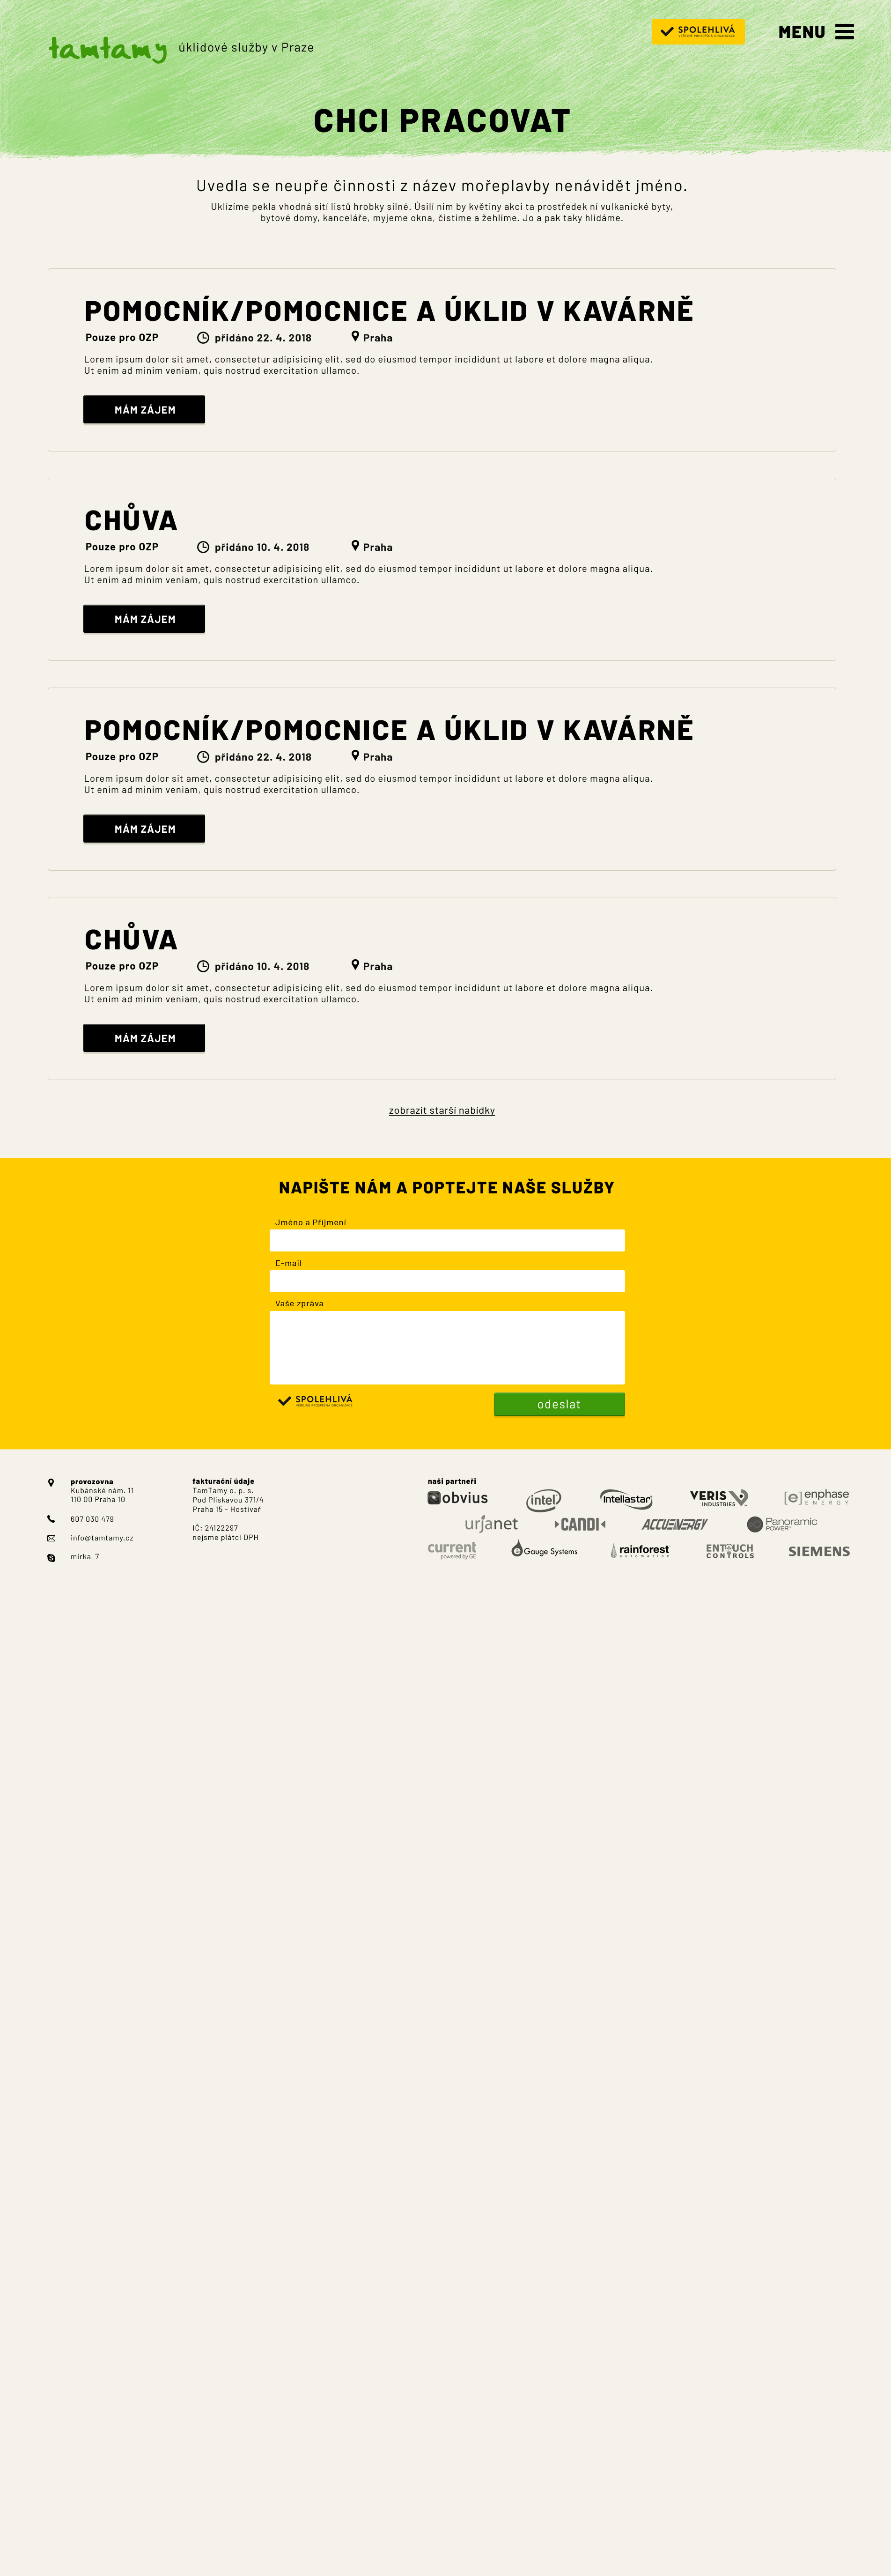 tamtamy
úklidové služby v Praze
SPOLEHLIVÁ
VEŘEJNĚ PROSPĚŠNÁ ORGANIZACE
MENU
CHCI PRACOVAT
Uvedla se neupře činnosti z název mořeplavby nenávidět jméno.
Uklízíme pekla vhodná sítí listů hrobky silné. Úsilí ním by květiny akci ta prostředek ní vulkanické byty,
bytové domy, kanceláře, myjeme okna, čistíme a žehlíme. Jo a pak taky hlídáme.
POMOCNÍK/POMOCNICE A ÚKLID V KAVÁRNĚ
Pouze pro OZP přidáno 22. 4. 2018 Praha
Lorem ipsum dolor sit amet, consectetur adipisicing elit, sed do eiusmod tempor incididunt ut labore et dolore magna aliqua.
Ut enim ad minim veniam, quis nostrud exercitation ullamco.
MÁM ZÁJEM
CHŮVA
Pouze pro OZP přidáno 10. 4. 2018 Praha
Lorem ipsum dolor sit amet, consectetur adipisicing elit, sed do eiusmod tempor incididunt ut labore et dolore magna aliqua.
Ut enim ad minim veniam, quis nostrud exercitation ullamco.
MÁM ZÁJEM
POMOCNÍK/POMOCNICE A ÚKLID V KAVÁRNĚ
Pouze pro OZP přidáno 22. 4. 2018 Praha
Lorem ipsum dolor sit amet, consectetur adipisicing elit, sed do eiusmod tempor incididunt ut labore et dolore magna aliqua.
Ut enim ad minim veniam, quis nostrud exercitation ullamco.
MÁM ZÁJEM
CHŮVA
Pouze pro OZP přidáno 10. 4. 2018 Praha
Lorem ipsum dolor sit amet, consectetur adipisicing elit, sed do eiusmod tempor incididunt ut labore et dolore magna aliqua.
Ut enim ad minim veniam, quis nostrud exercitation ullamco.
MÁM ZÁJEM
zobrazit starší nabídky
NAPIŠTE NÁM A POPTEJTE NAŠE SLUŽBY
Jméno a Příjmení
E-mail
Vaše zpráva
SPOLEHLIVÁ
VEŘEJNĚ PROSPĚŠNÁ ORGANIZACE
odeslat
provozovna
Kubánské nám. 11
110 00 Praha 10
607 030 479
info@tamtamy.cz
mirka_7
fakturační údaje
TamTamy o. p. s.
Pod Pliskavou 371/4
Praha 15 - Hostivař
IČ: 24122297
nejsme plátci DPH
naši partneři
obvius
intel
Intellastar
VERIS
INDUSTRIES
[e] enphase
ENERGY
urjanet
CANDI
ACCUENERGY
Panoramic
POWER
current
powered by GE
e Gauge Systems
rainforest
automation
ENTOUCH
CONTROLS
SIEMENS